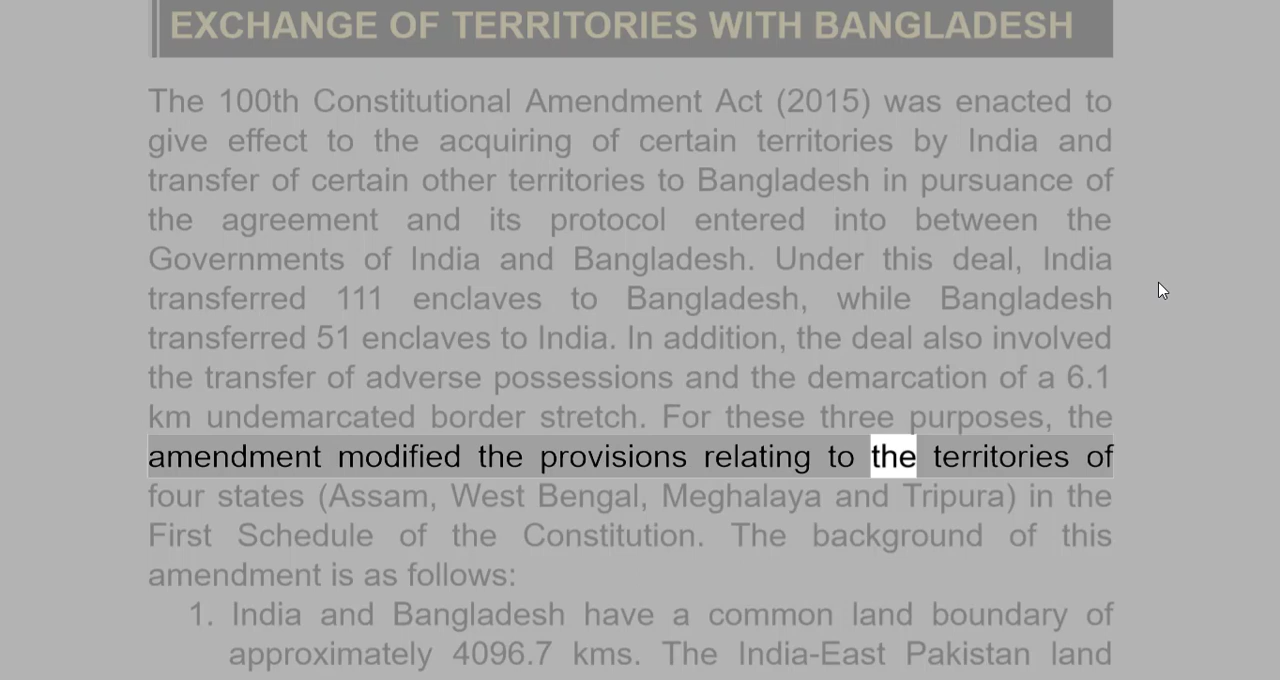 EXCHANGE OF TERRITORIES WITH BANGLADESH
The 100th Constitutional Amendment Act (2015) was enacted to
give effect to the acquiring of certain territories by India and
transfer of certain other territories to Bangladesh in pursuance of
the agreement and its protocol entered into between the
Governments of India and Bangladesh. Under this deal, India
transferred 111 enclaves to Bangladesh, while Bangladesh
transferred 51 enclaves to India. In addition, the deal also involved
the transfer of adverse possessions and the demarcation of a 6.1
km undemarcated border stretch. For these three purposes, the
amendment modified the provisions relating to the territories of
four states (Assam, West Bengal, Meghalaya and Tripura) in the
First Schedule of the Constitution. The background of this
amendment is as follows:
1. India and Bangladesh have a common land boundary of
approximately 4096.7 kms. The India-East Pakistan land